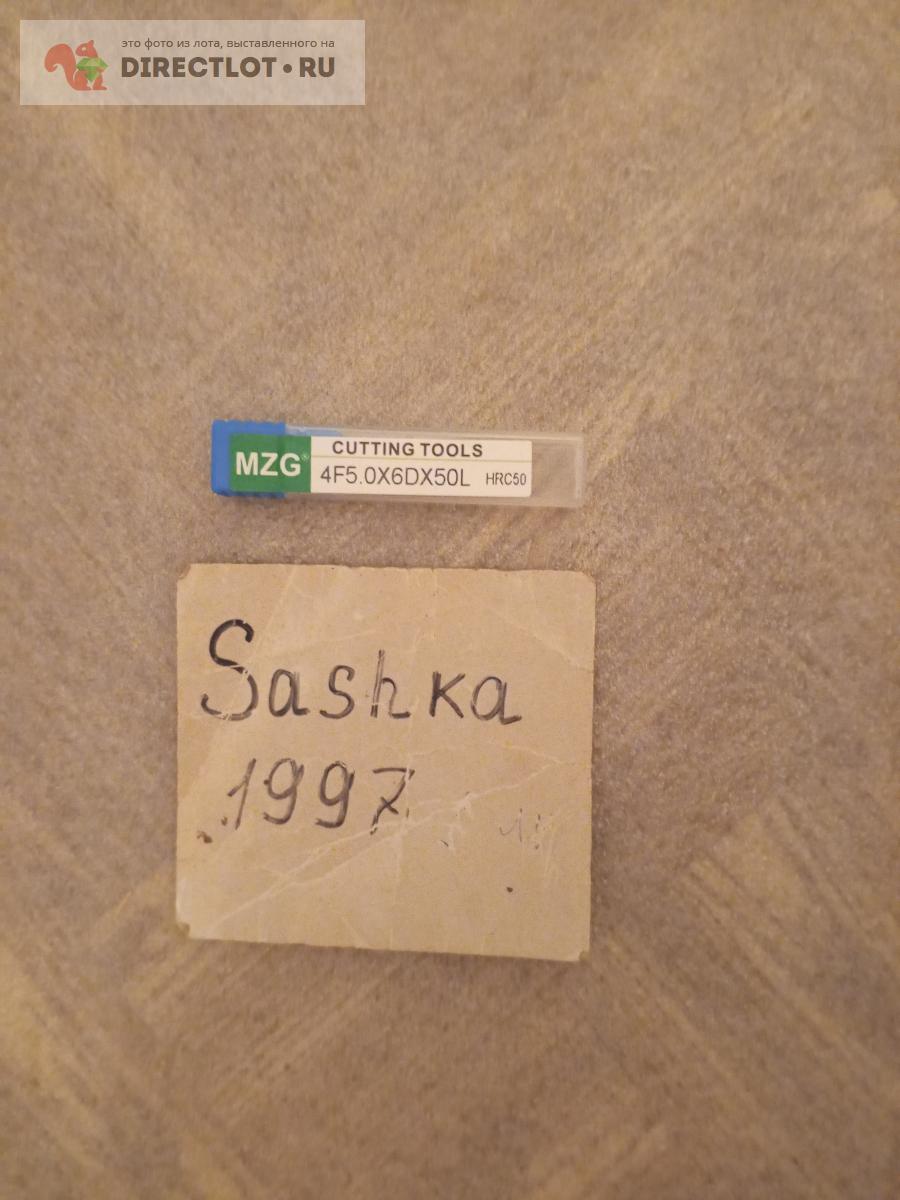 это фото из лота, выставленного на
DIRECTLOT•RU
MZG®
CUTTING TOOLS
4F5.0X6DX50L HRC50
Sashka
1997